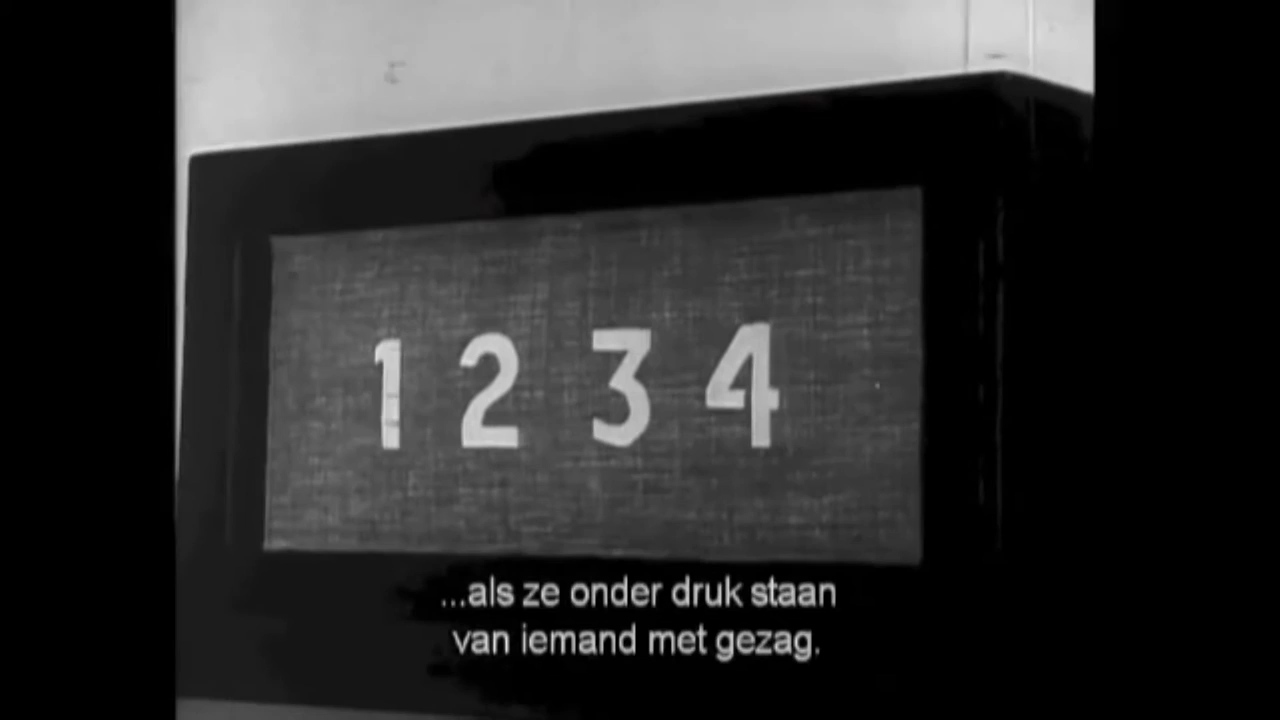 1 2 3 4
...als ze onder druk staan
van iemand met gezag.